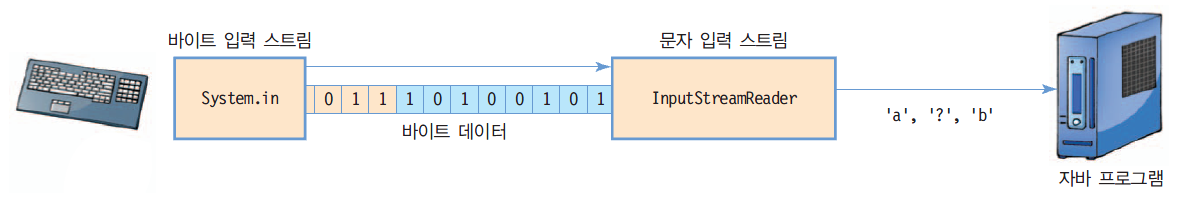 바이트 입력 스트림
문자 입력 스트림
System.in
0 1 1 1 0 1 0 0 1 0 1
InputStreamReader
바이트 데이터
'a', '?', 'b'
자바 프로그램